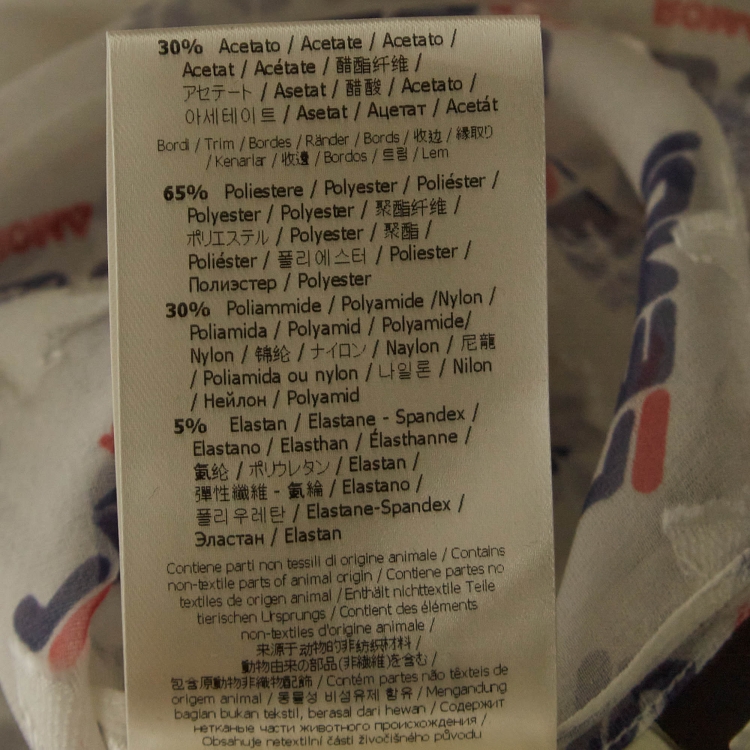 30% Acetato / Acetate / Acetato /
Acetat / Acétate / 醋酯纤维 /
アセテート / Asetat / 醋酸 / Acetato /
아세테이트 / Asetat / Ацетат / Acetát
Bordi / Trim / Bordes / Ränder / Bords / 收边 / 縁取り
/ Kenarlar / 收邊 / Bordos / 트림 / Lem
65% Poliestere / Polyester / Poliéster /
Polyester / Polyester / 聚酯纤维 /
ポリエステル / Polyester / 聚酯 /
Poliéster / 폴리에스터 / Poliester /
Полиэстер / Polyester
30% Poliammide / Polyamide /Nylon /
Poliamida / Polyamid / Polyamide/
Nylon / 锦纶 / ナイロン / Naylon / 尼龍
/ Poliamida ou nylon / 나일론 / Nilon
/ Нейлон / Polyamid
5% Elastan / Elastane - Spandex /
Elastano / Elasthan / Élasthanne /
氨纶 / ポリウレタン / Elastan /
彈性纖維 - 氨綸 / Elastano /
폴리우레탄 / Elastane-Spandex /
Эластан / Elastan
Contiene parti non tessili di origine animale / Contains
non-textile parts of animal origin / Contiene partes no
textiles de origen animal / Enthält nichttextile Teile
tierischen Ursprungs / Contient des éléments
non-textiles d'origine animale /
来源于动物的非纺织材料 /
動物由来の部品(非繊維)を含む /
包含原動物非織物配飾 / Contém partes não têxteis de
origem animal / 동물성 비섬유제 함유 / Mengandung
bagian bukan tekstil, berasal dari hewan / Содержит
нетканые части животного происхождения /
Obsahuje netextilní části živočišného původu